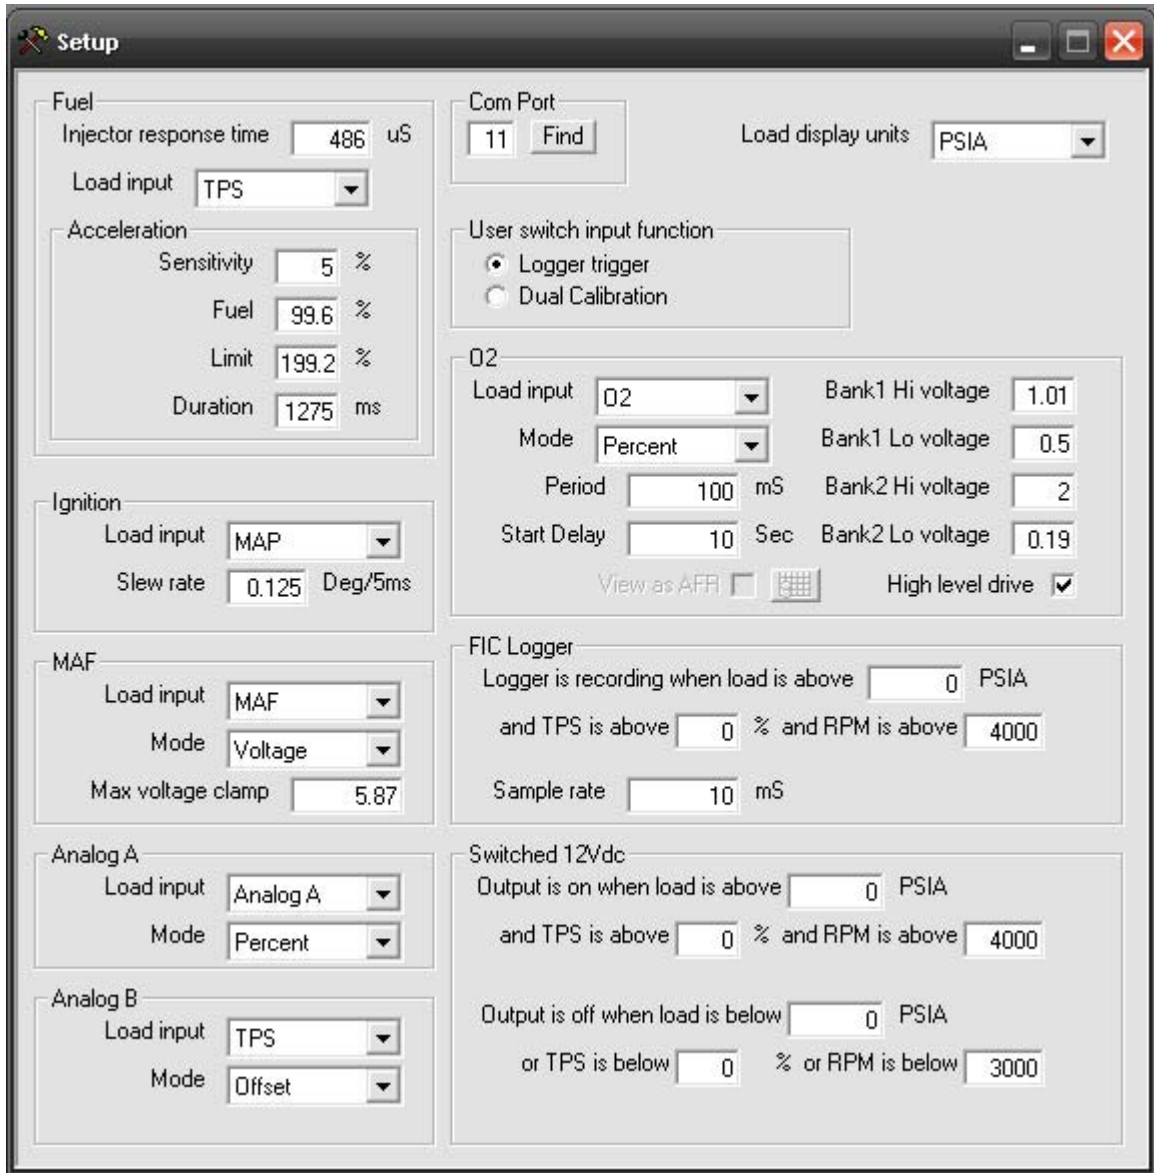 Setup
Fuel
Injector response time 486 uS
Load input TPS
Acceleration
Sensitivity 5 %
Fuel 99.6 %
Limit 199.2 %
Duration 1275 ms
Ignition
Load input MAP
Slew rate 0.125 Deg/5ms
MAF
Load input MAF
Mode Voltage
Max voltage clamp 5.87
Analog A
Load input Analog A
Mode Percent
Analog B
Load input TPS
Mode Offset
Com Port
11 Find
Load display units PSIA
User switch input function
Logger trigger
Dual Calibration
O2
Load input O2 Bank1 Hi voltage 1.01
Mode Percent Bank1 Lo voltage 0.5
Period 100 mS Bank2 Hi voltage 2
Start Delay 10 Sec Bank2 Lo voltage 0.19
View as AFR High level drive
FIC Logger
Logger is recording when load is above 0 PSIA
and TPS is above 0 % and RPM is above 4000
Sample rate 10 mS
Switched 12Vdc
Output is on when load is above 0 PSIA
and TPS is above 0 % and RPM is above 4000
Output is off when load is below 0 PSIA
or TPS is below 0 % or RPM is below 3000